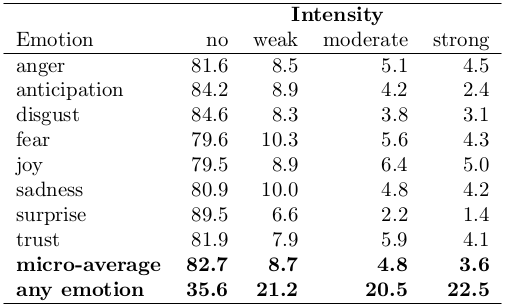 Intensity
Emotion no weak moderate strong
anger 81.6 8.5 5.1 4.5
anticipation 84.2 8.9 4.2 2.4
disgust 84.6 8.3 3.8 3.1
fear 79.6 10.3 5.6 4.3
joy 79.5 8.9 6.4 5.0
sadness 80.9 10.0 4.8 4.2
surprise 89.5 6.6 2.2 1.4
trust 81.9 7.9 5.9 4.1
micro-average 82.7 8.7 4.8 3.6
any emotion 35.6 21.2 20.5 22.5